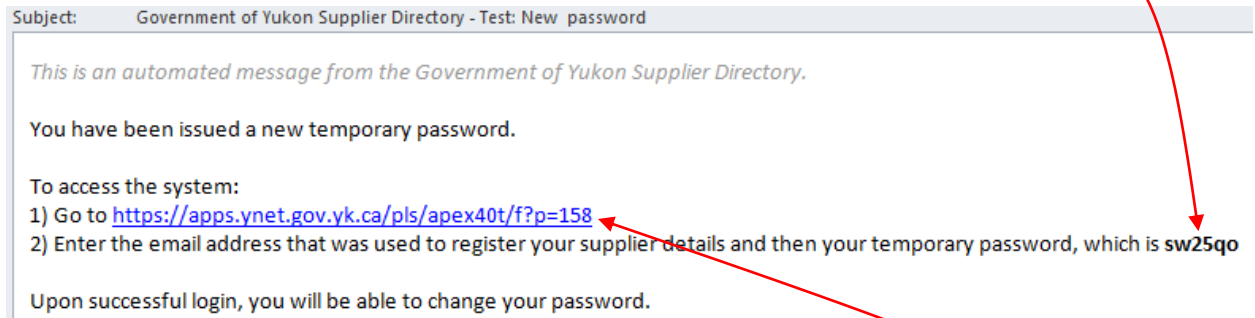 Subject: Government of Yukon Supplier Directory - Test: New  password
This is an automated message from the Government of Yukon Supplier Directory.
You have been issued a new temporary password.
To access the system:
1) Go to https://apps.ynet.gov.yk.ca/pls/apex40t/f?p=158
2) Enter the email address that was used to register your supplier details and then your temporary password, which is sw25qo
Upon successful login, you will be able to change your password.